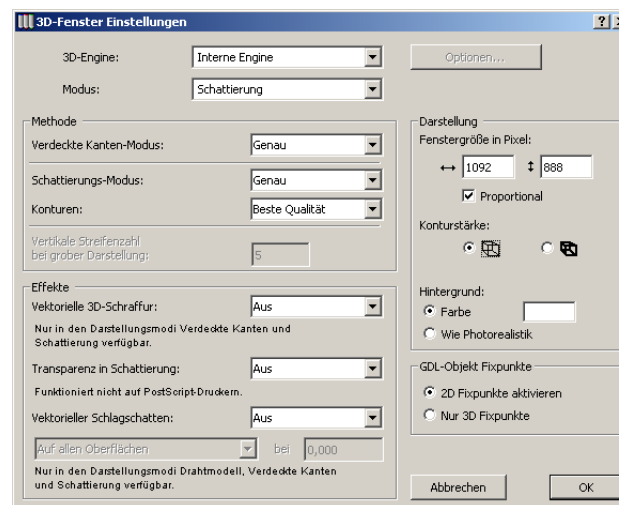 3D-Fenster Einstellungen
3D-Engine: Interne Engine Optionen...
Modus: Schattierung
Methode
Verdeckte Kanten-Modus: Genau
Schattierungs-Modus: Genau
Konturen: Beste Qualität
Vertikale Streifenzahl
bei grober Darstellung: 5
Effekte
Vektorielle 3D-Schraffur: Aus
Nur in den Darstellungsmodi Verdeckte Kanten und
Schattierung verfügbar.
Transparenz in Schattierung: Aus
Funktioniert nicht auf PostScript-Druckern.
Vektorieller Schlagschatten: Aus
Auf allen Oberflächen bei 0,000
Nur in den Darstellungsmodi Drahtmodell, Verdeckte Kanten
und Schattierung verfügbar.
Darstellung
Fenstergröße in Pixel:
1092 888
Proportional
Konturstärke:
Hintergrund:
Farbe
Wie Photorealistik
GDL-Objekt Fixpunkte
2D Fixpunkte aktivieren
Nur 3D Fixpunkte
Abbrechen OK